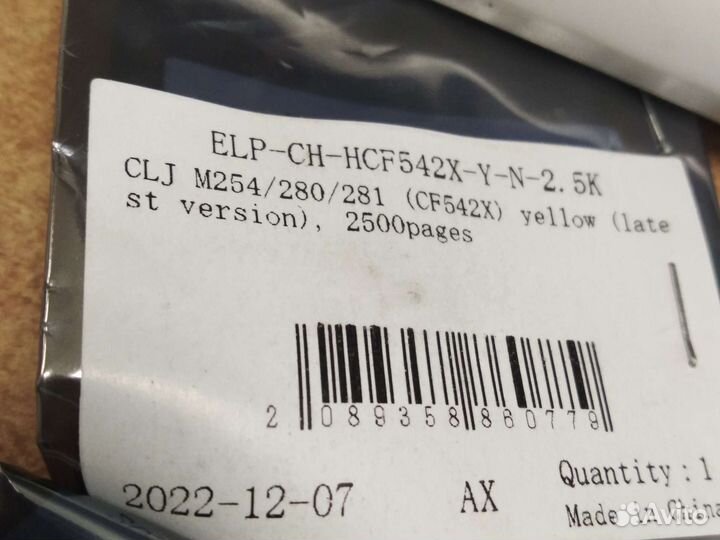 ELP-CH-HCF542X-Y-N-2.5K
CLJ M254/280/281 (CF542X) yellow (late
st version), 2500pages
2 089358 860779
2022-12-07 AX Quantity: 1
Made in China
Avito